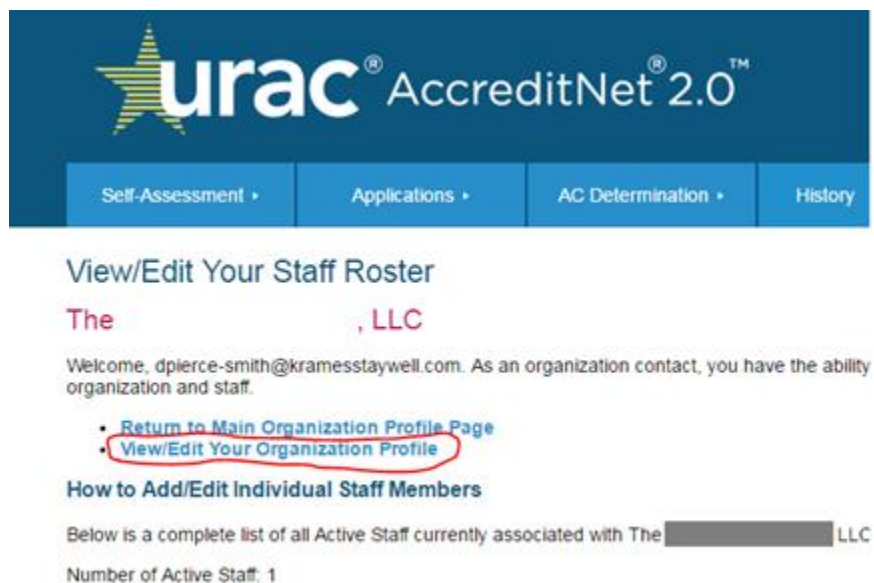 urac® AccreditNet® 2.0™
Self-Assessment Applications AC Determination History
View/Edit Your Staff Roster
The , LLC
Welcome, dpierce-smith@kramesstaywell.com. As an organization contact, you have the ability
organization and staff.
• Return to Main Organization Profile Page
• View/Edit Your Organization Profile
How to Add/Edit Individual Staff Members
Below is a complete list of all Active Staff currently associated with The LLC
Number of Active Staff: 1